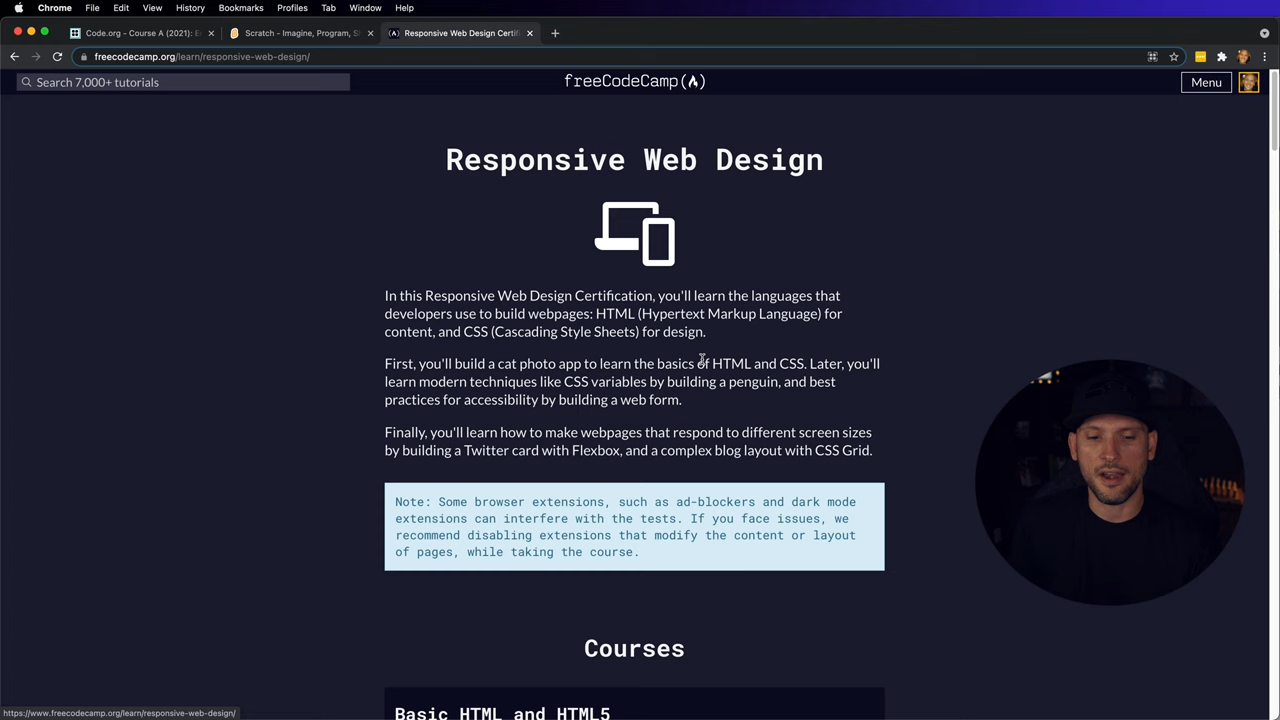 Chrome File Edit View History Bookmarks Profiles Tab Window Help
Code.org - Course A (2021): E
Scratch - Imagine, Program, S
Responsive Web Design Certif
freecodecamp.org/learn/responsive-web-design/
Search 7,000+ tutorials
freeCodeCamp
Menu
Responsive Web Design
In this Responsive Web Design Certification, you'll learn the languages that
developers use to build webpages: HTML (Hypertext Markup Language) for
content, and CSS (Cascading Style Sheets) for design.
First, you'll build a cat photo app to learn the basics of HTML and CSS. Later, you'll
learn modern techniques like CSS variables by building a penguin, and best
practices for accessibility by building a web form.
Finally, you'll learn how to make webpages that respond to different screen sizes
by building a Twitter card with Flexbox, and a complex blog layout with CSS Grid.
Note: Some browser extensions, such as ad-blockers and dark mode
extensions can interfere with the tests. If you face issues, we
recommend disabling extensions that modify the content or layout
of pages, while taking the course.
Courses
Basic HTML and HTML5
https://www.freecodecamp.org/learn/responsive-web-design/